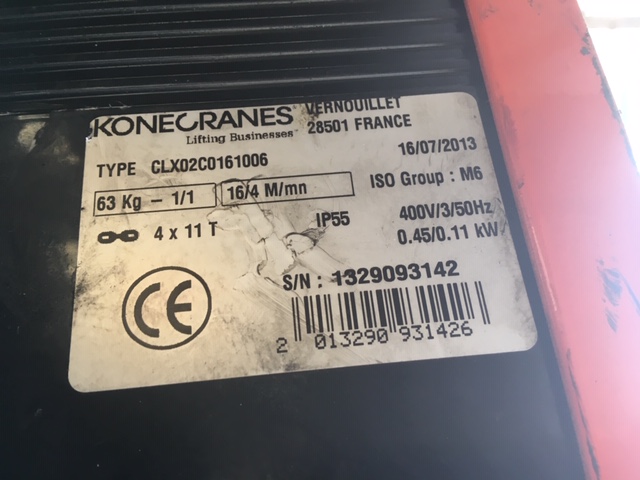 KONECRANES
Lifting Businesses™
VERNOUILLET
28501 FRANCE
16/07/2013
TYPE CLX02C0161006
63 Kg - 1/1
16/4 M/mn
ISO Group : M6
4 x 11 T
IP55
400V/3/50Hz
0.45/0.11 kW
S/N : 1329093142
CE
2 013290 931426